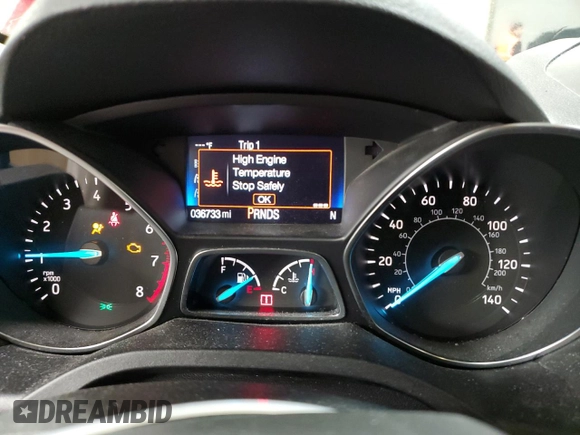 --- °F Trip 1
High Engine
Temperature
Stop Safely
OK
036733 mi PRNDS N
0 2 3 4 5 6 7 8
rpm
x1000
F E
C
0 20 40 60 80 100 120 140
MPH
20 40 60 80 100 120 140 160 180 200
km/h
DREAMBID